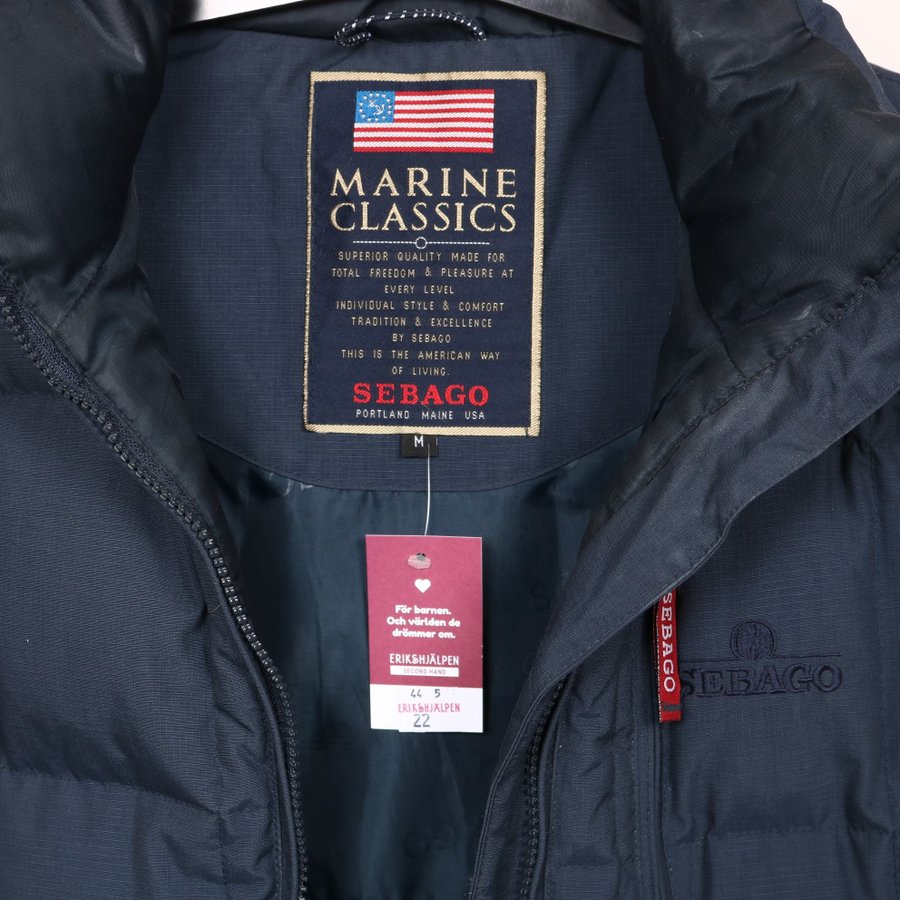 MARINE
CLASSICS
SUPERIOR QUALITY MADE FOR
TOTAL FREEDOM & PLEASURE AT
EVERY LEVEL
INDIVIDUAL STYLE & COMFORT
TRADITION & EXCELLENCE
BY SEBAGO
THIS IS THE AMERICAN WAY
OF LIVING.
SEBAGO
PORTLAND MAINE USA
M
För barnen.
Och världen de
drömmer om.
ERIKSHJÄLPEN
SECOND HAND
44 5
ERIKSHJÄLPEN
22
SEBAGO
SEBAGO